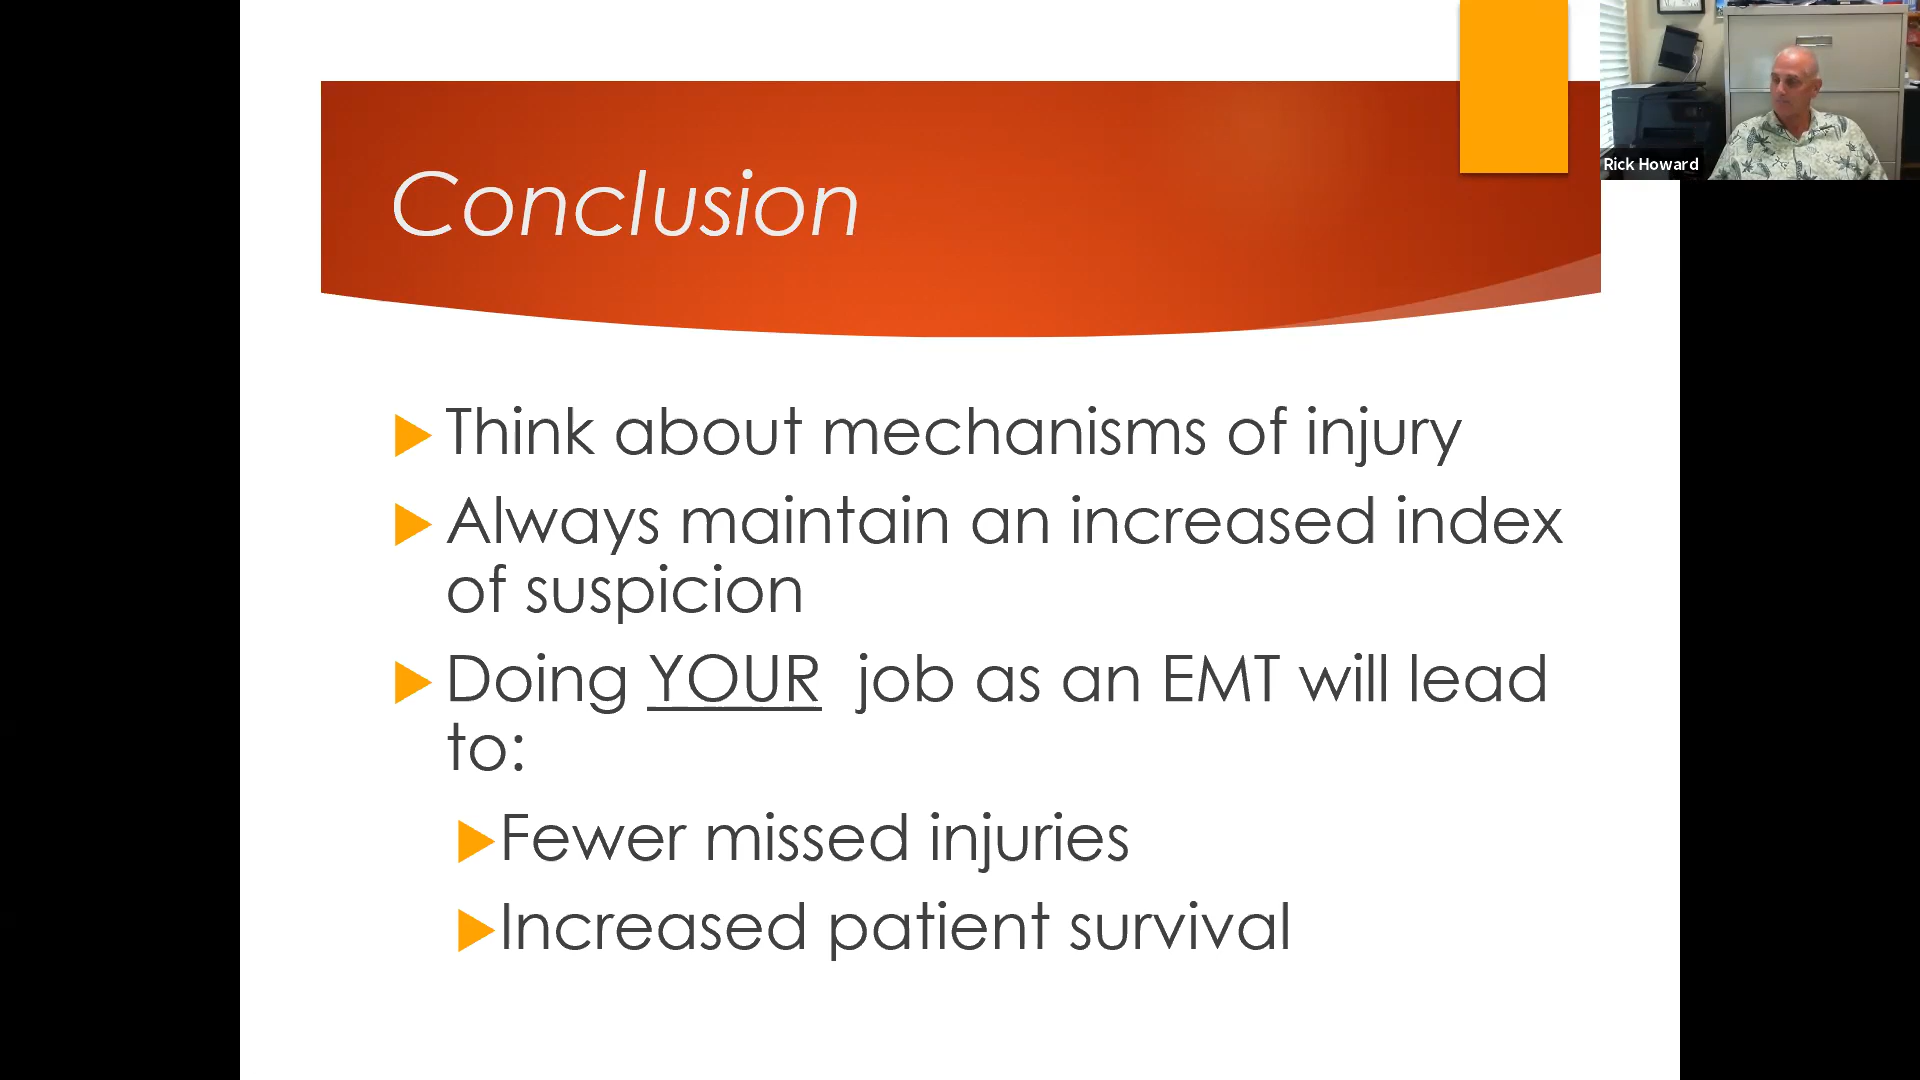 Conclusion
Rick Howard
Think about mechanisms of injury
Always maintain an increased index
of suspicion
Doing YOUR job as an EMT will lead
to:
Fewer missed injuries
Increased patient survival